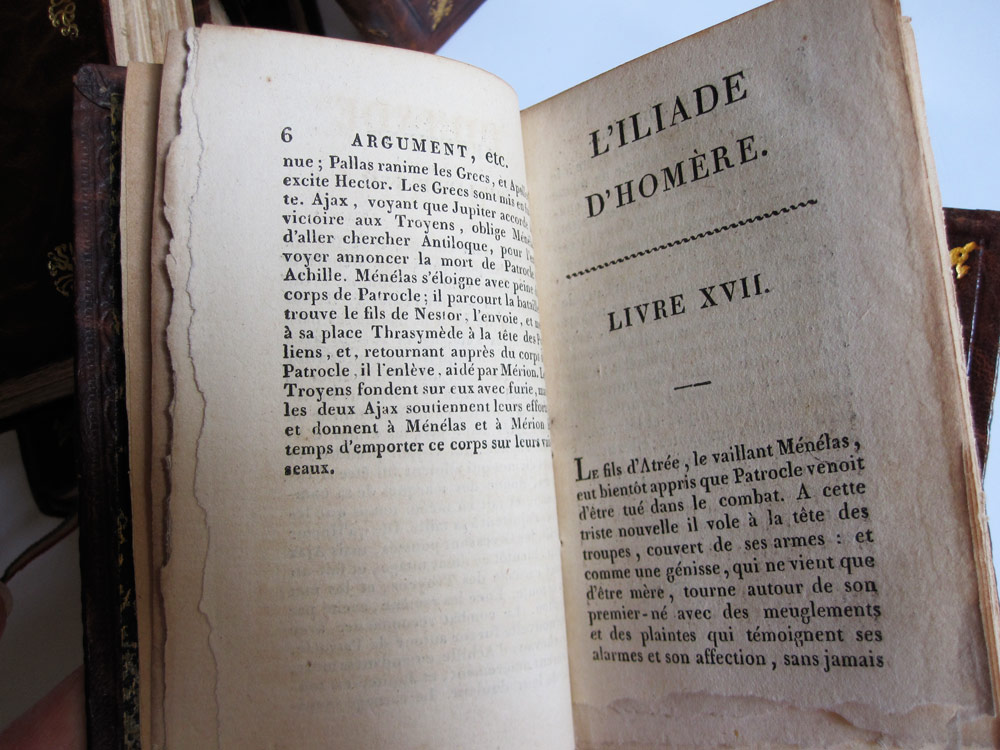 6 ARGUMENT, etc.
nue ; Pallas ranime les Grecs, et
excite Hector. Les Grecs sont mis en
te. Ajax, voyant que Jupiter accorde
victoire aux Troyens, oblige
d'aller chercher Antiloque, pour
voyer annoncer la mort de Patrocle
Achille. Ménélas s'éloigne avec peine
corps de Patrocle ; il parcourt la
trouve le fils de Nestor, l'envoie, et
à sa place Thrasymède à la tête des
liens, et, retournant auprès du corps
Patrocle, il l'enlève, aidé par Mérion.
Troyens fondent sur eux avec furie,
les deux Ajax soutiennent leurs
et donnent à Ménélas et à Mérion
temps d'emporter ce corps sur leurs
seaux.
L'ILIADE
D'HOMÈRE.
LIVRE XVII.
LE fils d'Atrée, le vaillant Ménélas,
eut bientôt appris que Patrocle venoit
d'être tué dans le combat. A cette
triste nouvelle il vole à la tête des
troupes, couvert de ses armes : et
comme une génisse, qui ne vient que
d'être mère, tourne autour de son
premier-né avec des meuglements
et des plaintes qui témoignent ses
alarmes et son affection, sans jamais